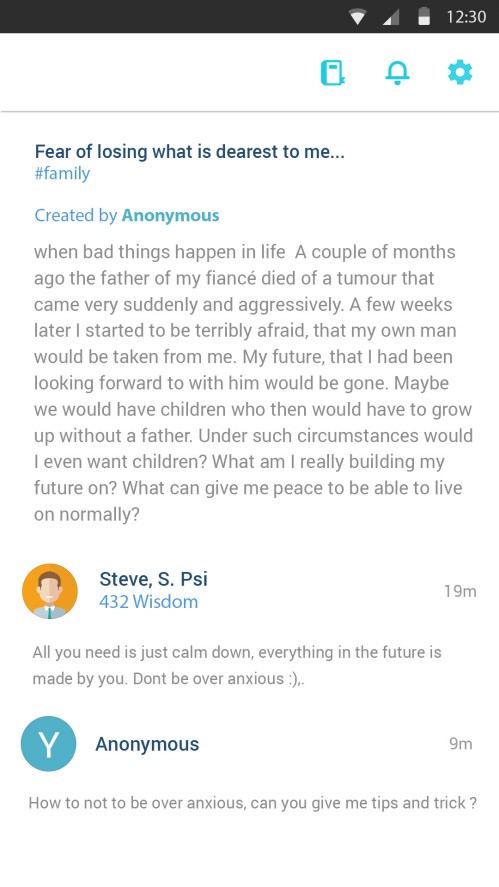 12:30
Fear of losing what is dearest to me...
#family
Created by Anonymous
when bad things happen in life  A couple of months
ago the father of my fiancé died of a tumour that
came very suddenly and aggressively. A few weeks
later I started to be terribly afraid, that my own man
would be taken from me. My future, that I had been
looking forward to with him would be gone. Maybe
we would have children who then would have to grow
up without a father. Under such circumstances would
I even want children? What am I really building my
future on? What can give me peace to be able to live
on normally?
Steve, S. Psi
19m
432 Wisdom
All you need is just calm down, everything in the future is
made by you. Dont be over anxious :),.
Y
Anonymous
9m
How to not to be over anxious, can you give me tips and trick ?